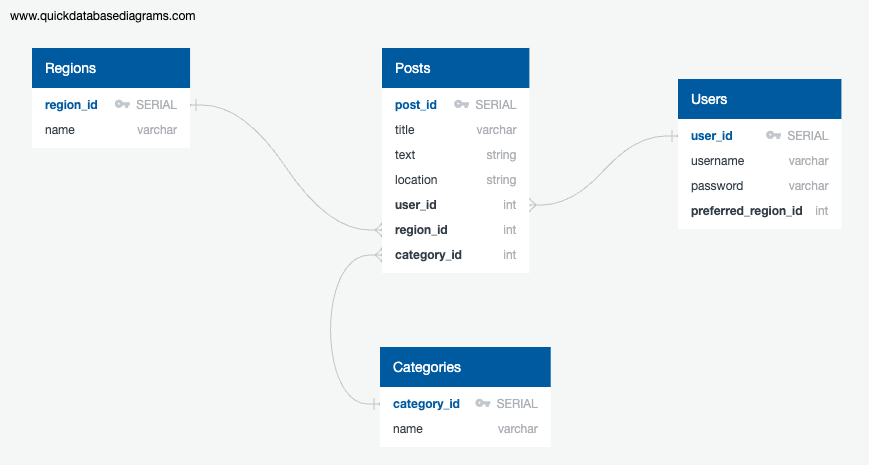 www.quickdatabasediagrams.com
Regions
region_id SERIAL
name varchar
Posts
post_id SERIAL
title varchar
text string
location string
user_id int
region_id int
category_id int
Users
user_id SERIAL
username varchar
password varchar
preferred_region_id int
Categories
category_id SERIAL
name varchar